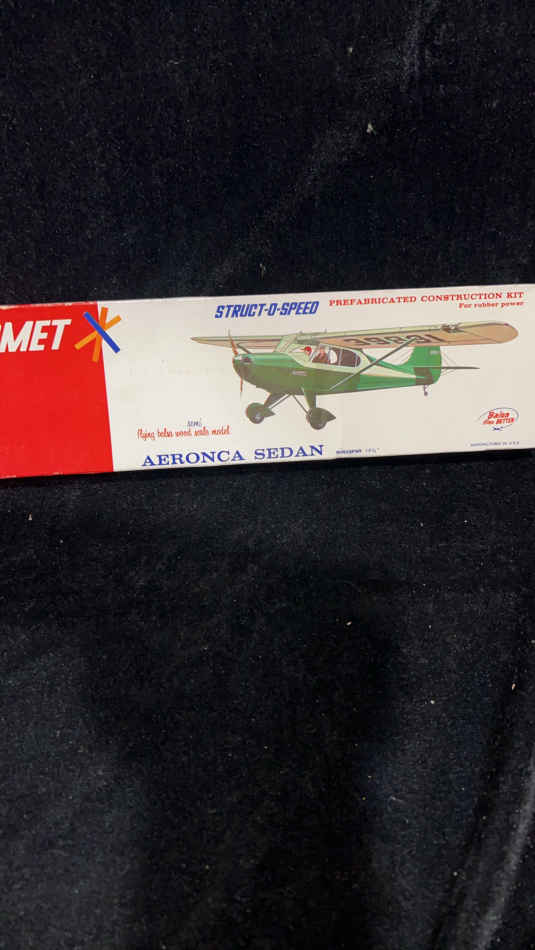 MET
STRUCT-O-SPEED
PREFABRICATED CONSTRUCTION KIT
For rubber power
semi
flying balsa wood scale model
AERONCA SEDAN
Balsa
flies BETTER